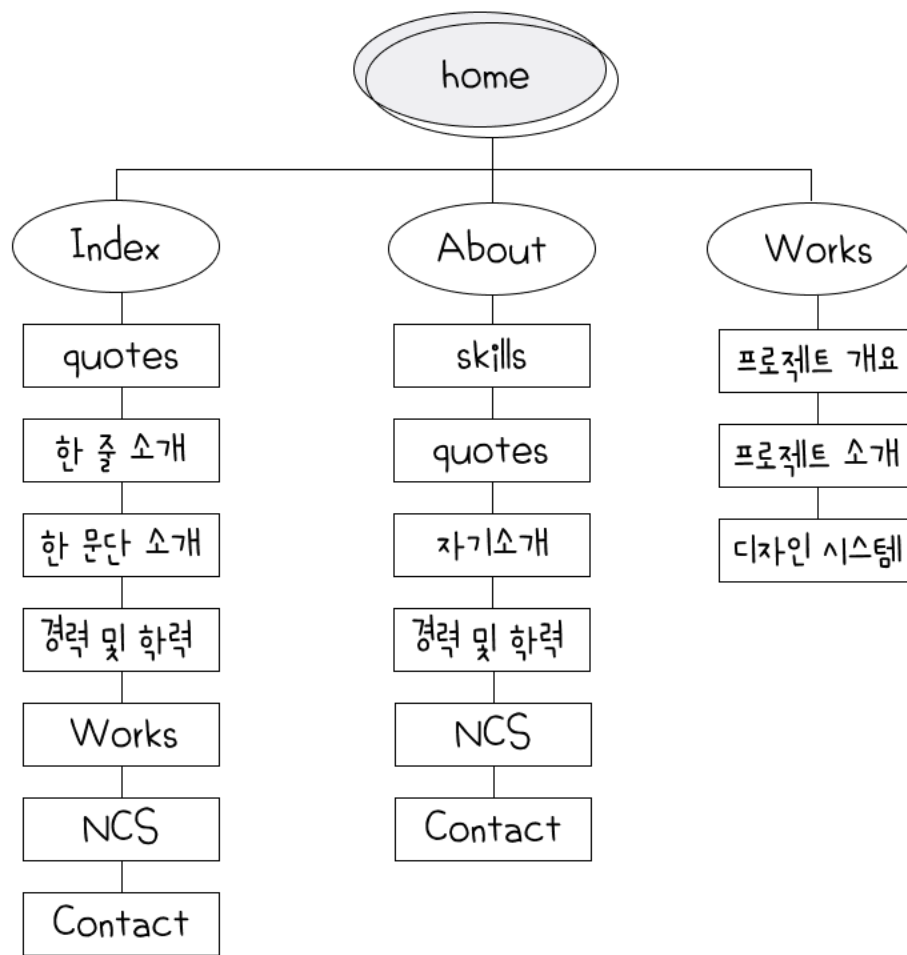 home
Index
quotes
한 줄 소개
한 문단 소개
경력 및 학력
Works
NCS
Contact
About
skills
quotes
자기소개
경력 및 학력
NCS
Contact
Works
프로젝트 개요
프로젝트 소개
디자인 시스템